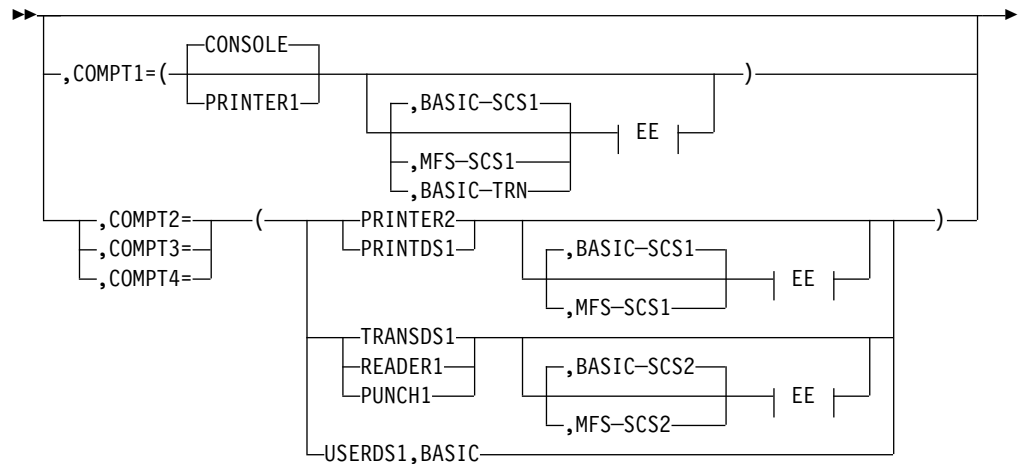 CONSOLE
,COMPT1=( )
PRINTER1
,BASIC–SCS1
EE
,MFS–SCS1
,BASIC–TRN
,COMPT2= ( PRINTER2 )
,COMPT3= PRINTDS1 ,BASIC–SCS1
,COMPT4= EE
,MFS–SCS1
TRANSDS1
READER1 ,BASIC–SCS2
PUNCH1 EE
,MFS–SCS2
USERDS1,BASIC